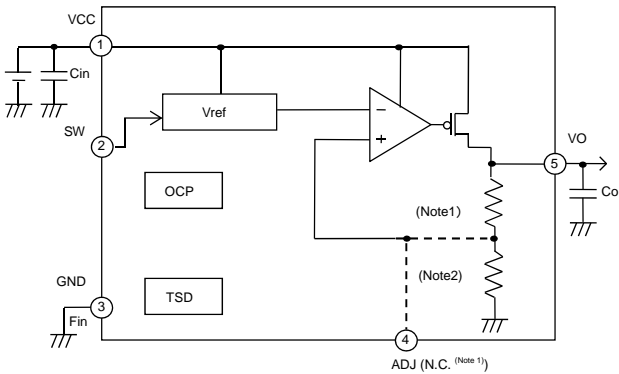 VCC
1
Cin
SW
2
Vref
−
+
VO
5
Co
OCP
(Note1)
GND
3
Fin
TSD
(Note2)
4
ADJ (N.C. (Note 1))